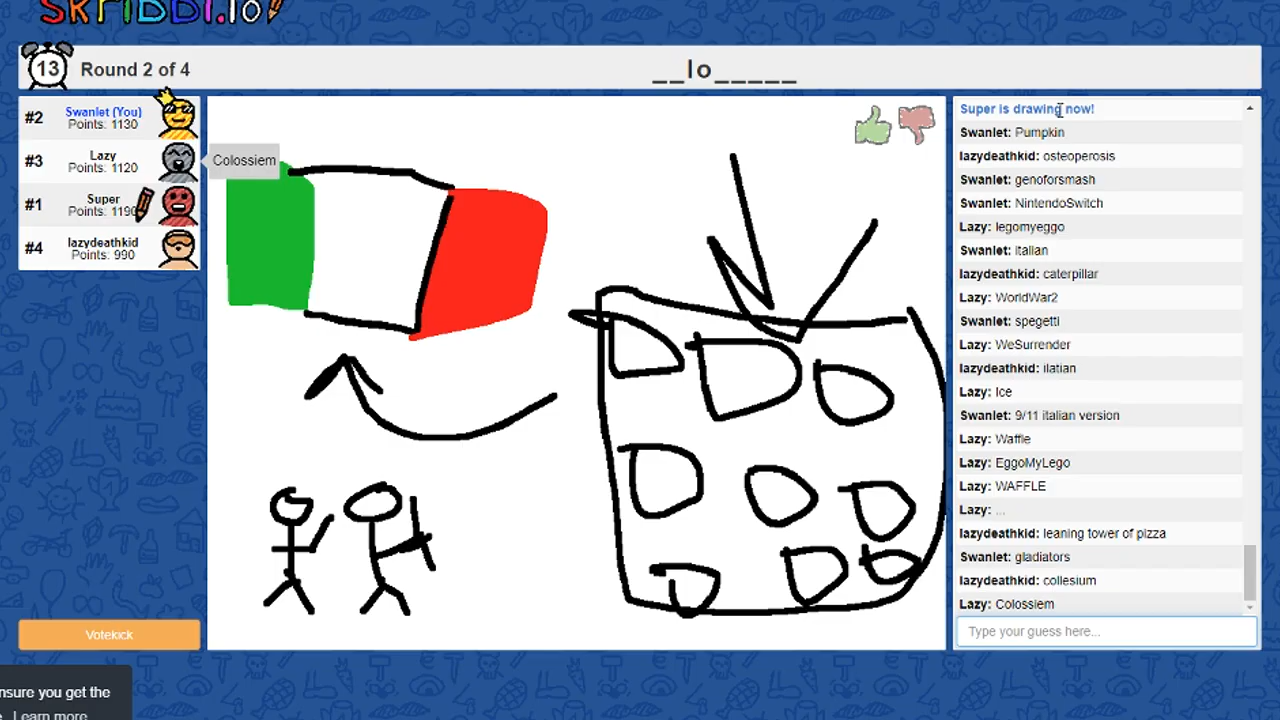 skribbl.io
13
Round 2 of 4
__lo_____
#2
Swanlet (You)
Points: 1130
#3
Lazy
Points: 1120
Colossiem
#1
Super
Points: 1190
#4
lazydeathkid
Points: 990
Votekick
Super is drawing now!
Swanlet: Pumpkin
lazydeathkid: osteoperosis
Swanlet: genoforsmash
Swanlet: NintendoSwitch
Lazy: legomyeggo
Swanlet: italian
lazydeathkid: caterpillar
Lazy: WorldWar2
Swanlet: spegetti
Lazy: WeSurrender
lazydeathkid: ilatian
Lazy: Ice
Swanlet: 9/11 italian version
Lazy: Waffle
Lazy: EggoMyLego
Lazy: WAFFLE
Lazy: ...
lazydeathkid: leaning tower of pizza
Swanlet: gladiators
lazydeathkid: collesium
Lazy: Colossiem
Type your guess here...
nsure you get the
Learn more